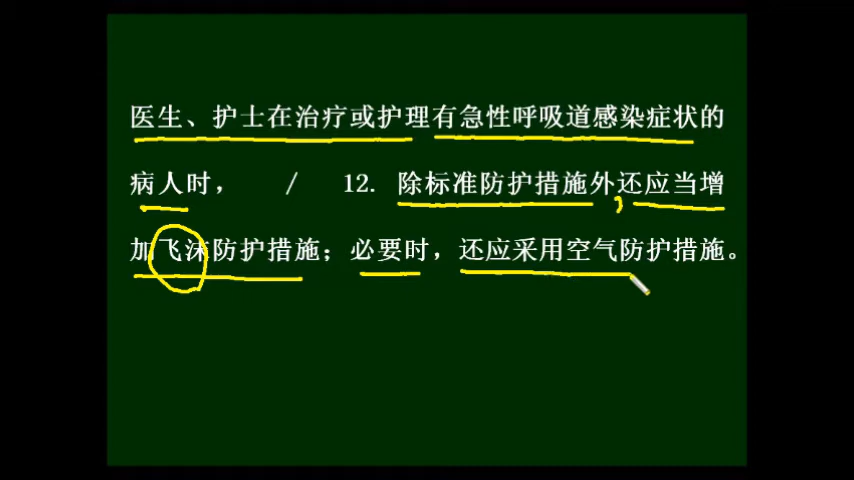 医生、护士在治疗或护理有急性呼吸道感染症状的
病人时， / 12. 除标准防护措施外,还应当增
加飞沫防护措施；必要时，还应采用空气防护措施。